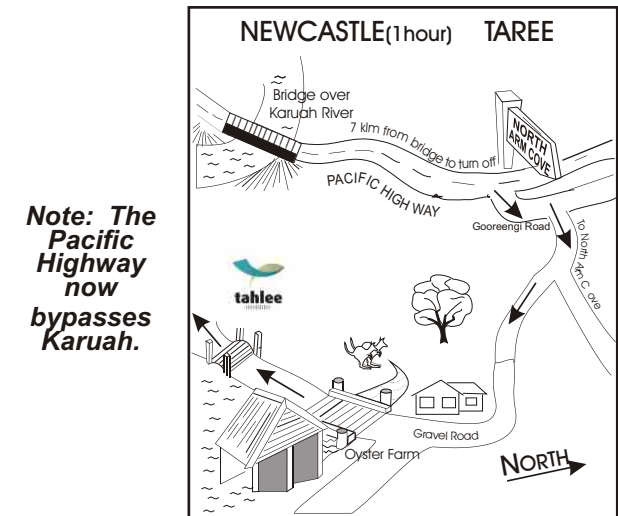 NEWCASTLE(1hour) TAREE
Bridge over
Karuah River
7 klm from bridge to turn off
NORTH
ARM COVE
PACIFIC HIGH WAY
Gooreengi Road
To North Arm C ove
Note: The
Pacific
Highway
now
bypasses
Karuah.
tahlee
Gravel Road
Oyster Farm
NORTH